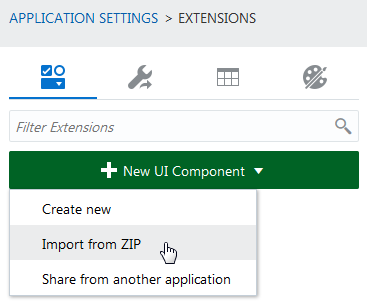 APPLICATION SETTINGS > EXTENSIONS
Filter Extensions
New UI Component
Create new
Import from ZIP
Share from another application